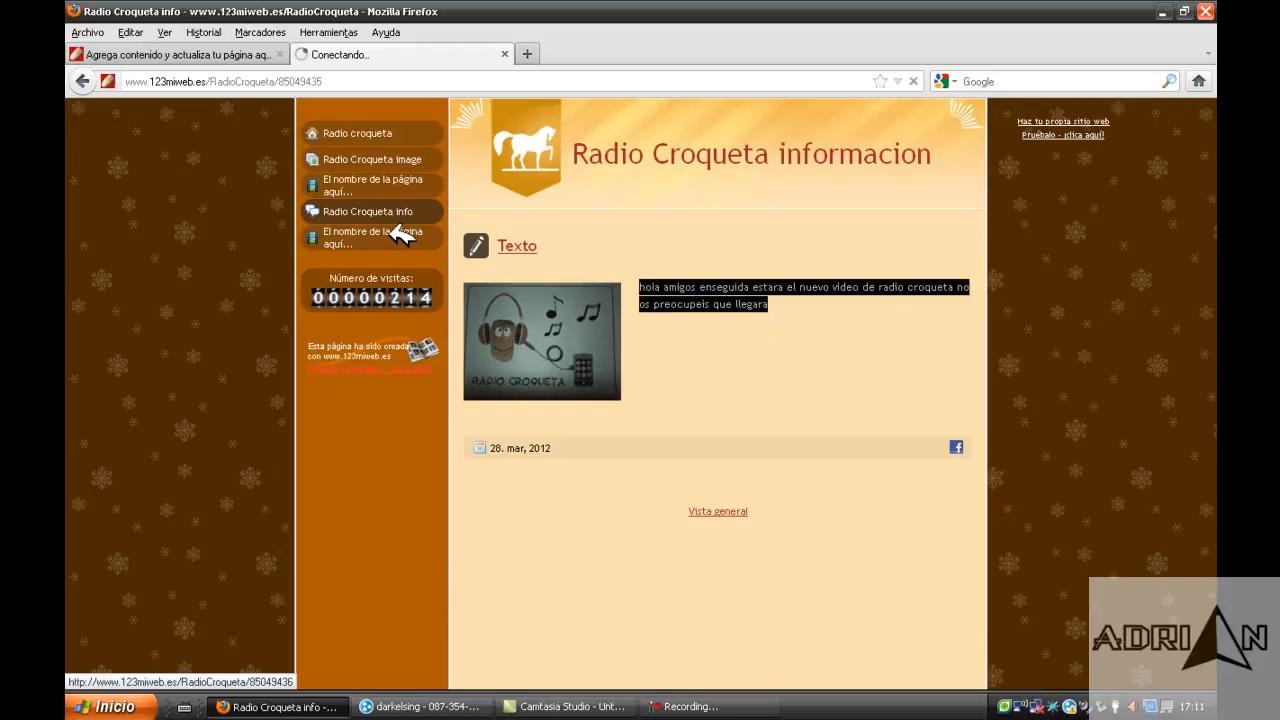 Radio Croqueta info - www.123miweb.es/RadioCroqueta - Mozilla Firefox
Archivo Editar Ver Historial Marcadores Herramientas Ayuda
Agrega contenido y actualiza tu página aq...
Conectando...
www.123miweb.es/RadioCroqueta/85049435
Google
Radio croqueta
Radio Croqueta image
El nombre de la página
aquí...
Radio Croqueta info
El nombre de la página
aquí...
Número de visitas:
00000214
Esta página ha sido creada
con www.123miweb.es
Radio Croqueta informacion
Texto
hola amigos enseguida estara el nuevo video de radio croqueta no
os preocupeis que llegara
RADIO CROQUETA
28. mar, 2012
Vista general
Haz tu propia sitio web
Pruébalo - ¡clica aquí!
ADRIAN
http://www.123miweb.es/RadioCroqueta/85049436
Inicio
Radio Croqueta info -...
darkelsing - 087-354-...
Camtasia Studio - Unt...
Recording...
17:11